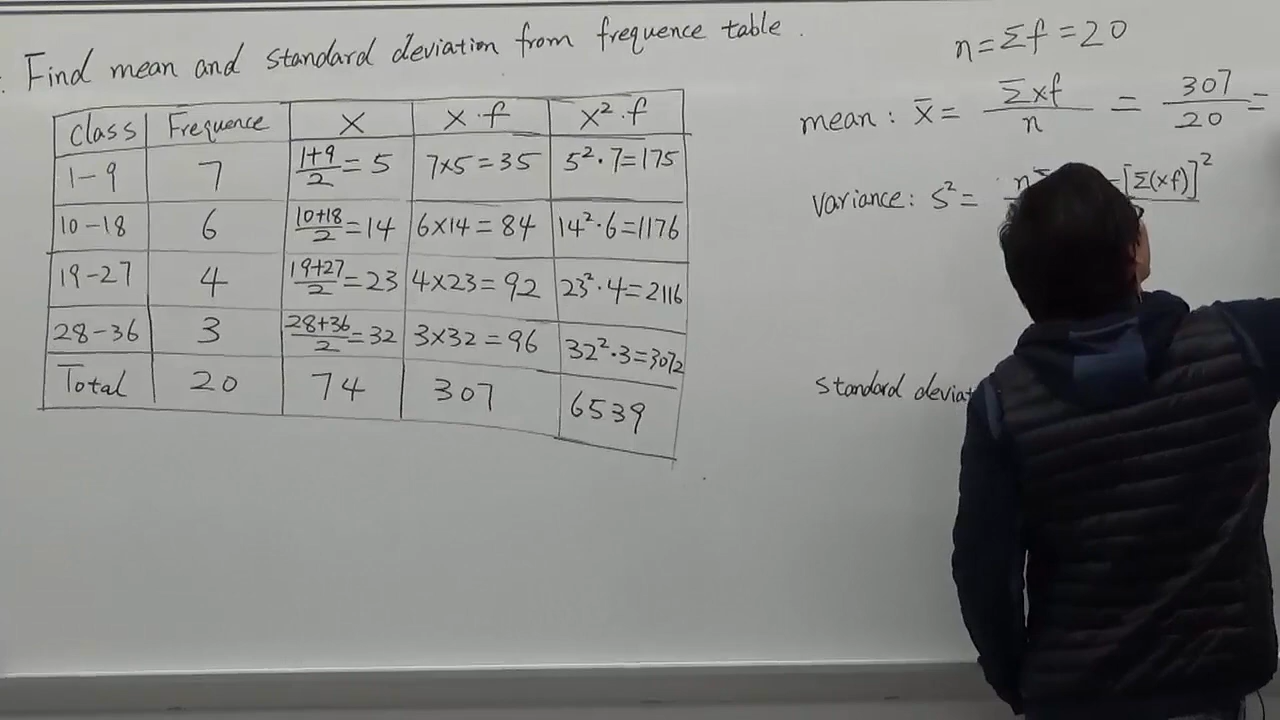 Find mean and standard deviation from frequence table.
n = Σf = 20
mean: x̄ = Σxf / n = 307 / 20 =
variance: s² = n [Σ(xf)]²
standard
class Frequence X X·f X²·f
1-9 7 (1+9)/2 = 5 7×5=35 5²·7=175
10-18 6 (10+18)/2 = 14 6×14=84 14²·6=1176
19-27 4 (19+27)/2 = 23 4×23=92 23²·4=2116
28-36 3 (28+36)/2 = 32 3×32=96 32²·3=3072
Total 20 74 307 6539